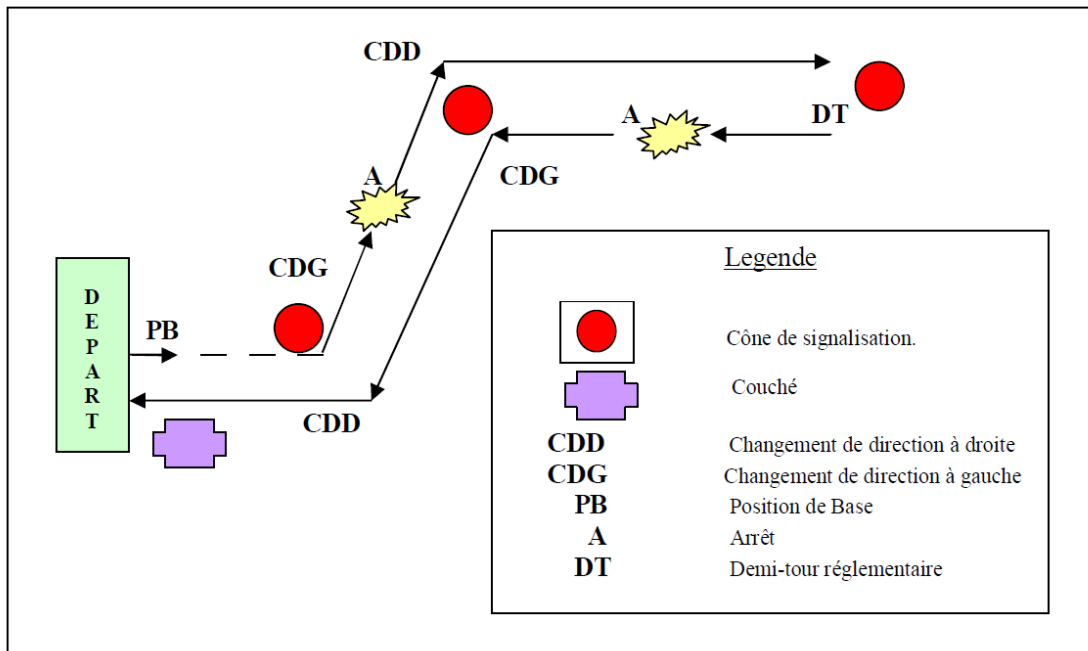 CDD
A
DT
CDG
A
CDG
DEPART
PB
CDD
Legende
Cône de signalisation.
Couché
CDD Changement de direction à droite
CDG Changement de direction à gauche
PB Position de Base
A Arrêt
DT Demi-tour réglementaire